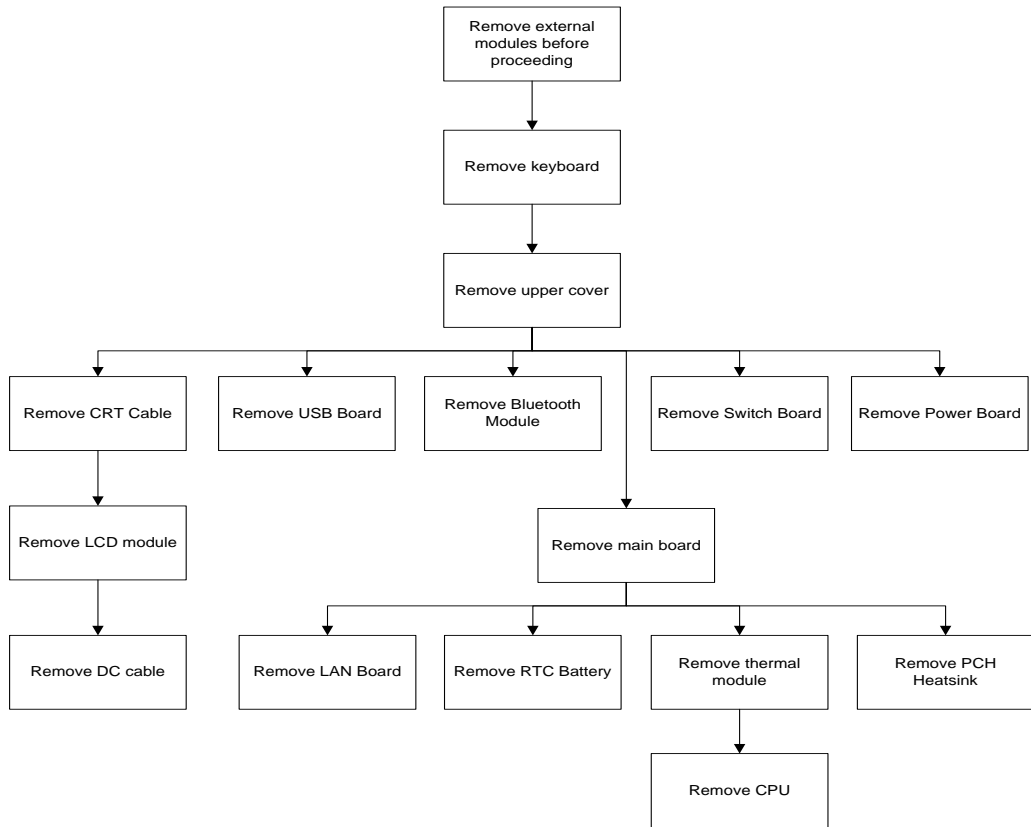 Remove external
modules before
proceeding
Remove keyboard
Remove upper cover
Remove CRT Cable
Remove USB Board
Remove Bluetooth
Module
Remove Switch Board
Remove Power Board
Remove LCD module
Remove main board
Remove DC cable
Remove LAN Board
Remove RTC Battery
Remove thermal
module
Remove PCH
Heatsink
Remove CPU